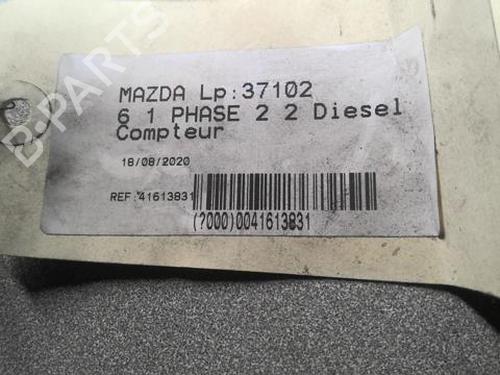 MAZDA Lp:37102
6 1 PHASE 2 2 Diesel
Compteur
18/08/2020
REF:41613831
(?000)0041613831
B-PARTS